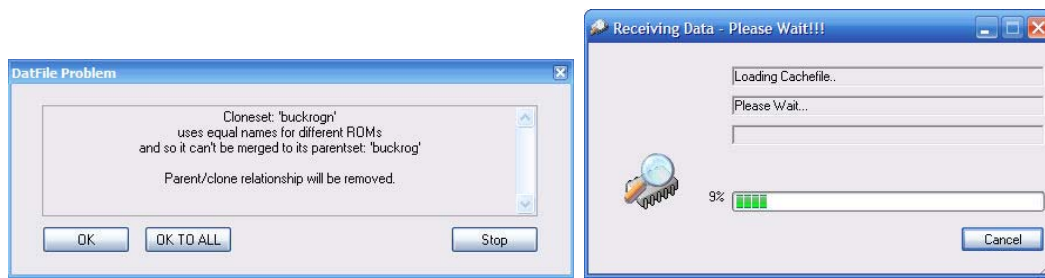 DatFile Problem
Cloneset: 'buckrogn'
uses equal names for different ROMs
and so it can't be merged to its parentset: 'buckrog'
Parent/clone relationship will be removed.
OK
OK TO ALL
Stop
Receiving Data - Please Wait!!!
Loading Cachefile..
Please Wait...
9%
Cancel